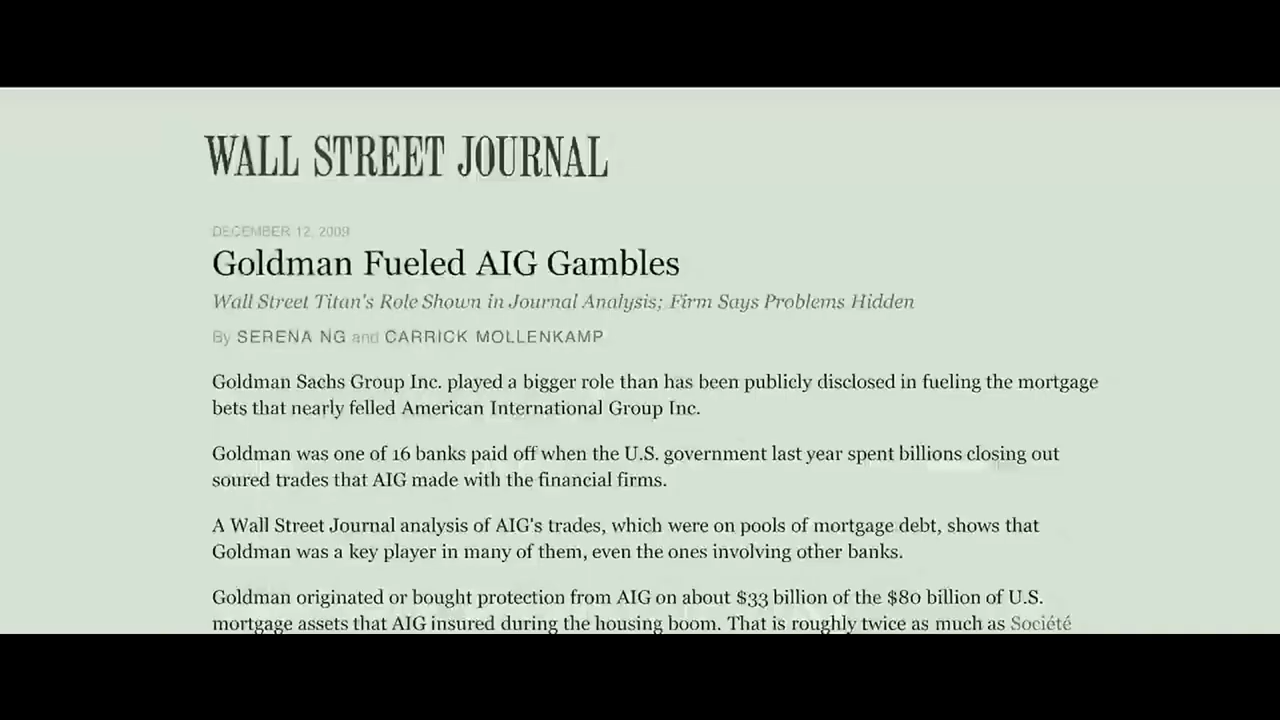 WALL STREET JOURNAL
DECEMBER 12, 2009
Goldman Fueled AIG Gambles
Wall Street Titan's Role Shown in Journal Analysis; Firm Says Problems Hidden
By SERENA NG and CARRICK MOLLENKAMP
Goldman Sachs Group Inc. played a bigger role than has been publicly disclosed in fueling the mortgage
bets that nearly felled American International Group Inc.
Goldman was one of 16 banks paid off when the U.S. government last year spent billions closing out
soured trades that AIG made with the financial firms.
A Wall Street Journal analysis of AIG's trades, which were on pools of mortgage debt, shows that
Goldman was a key player in many of them, even the ones involving other banks.
Goldman originated or bought protection from AIG on about $33 billion of the $80 billion of U.S.
mortgage assets that AIG insured during the housing boom. That is roughly twice as much as Société